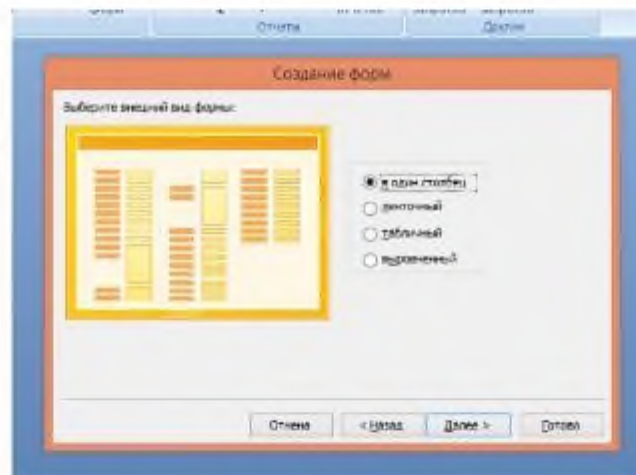 Отчеты
Другие
Создание форм
Выберите внешний вид формы:
в один столбец
ленточный
табличный
выровненный
Отмена
< Назад
Далее >
Готово